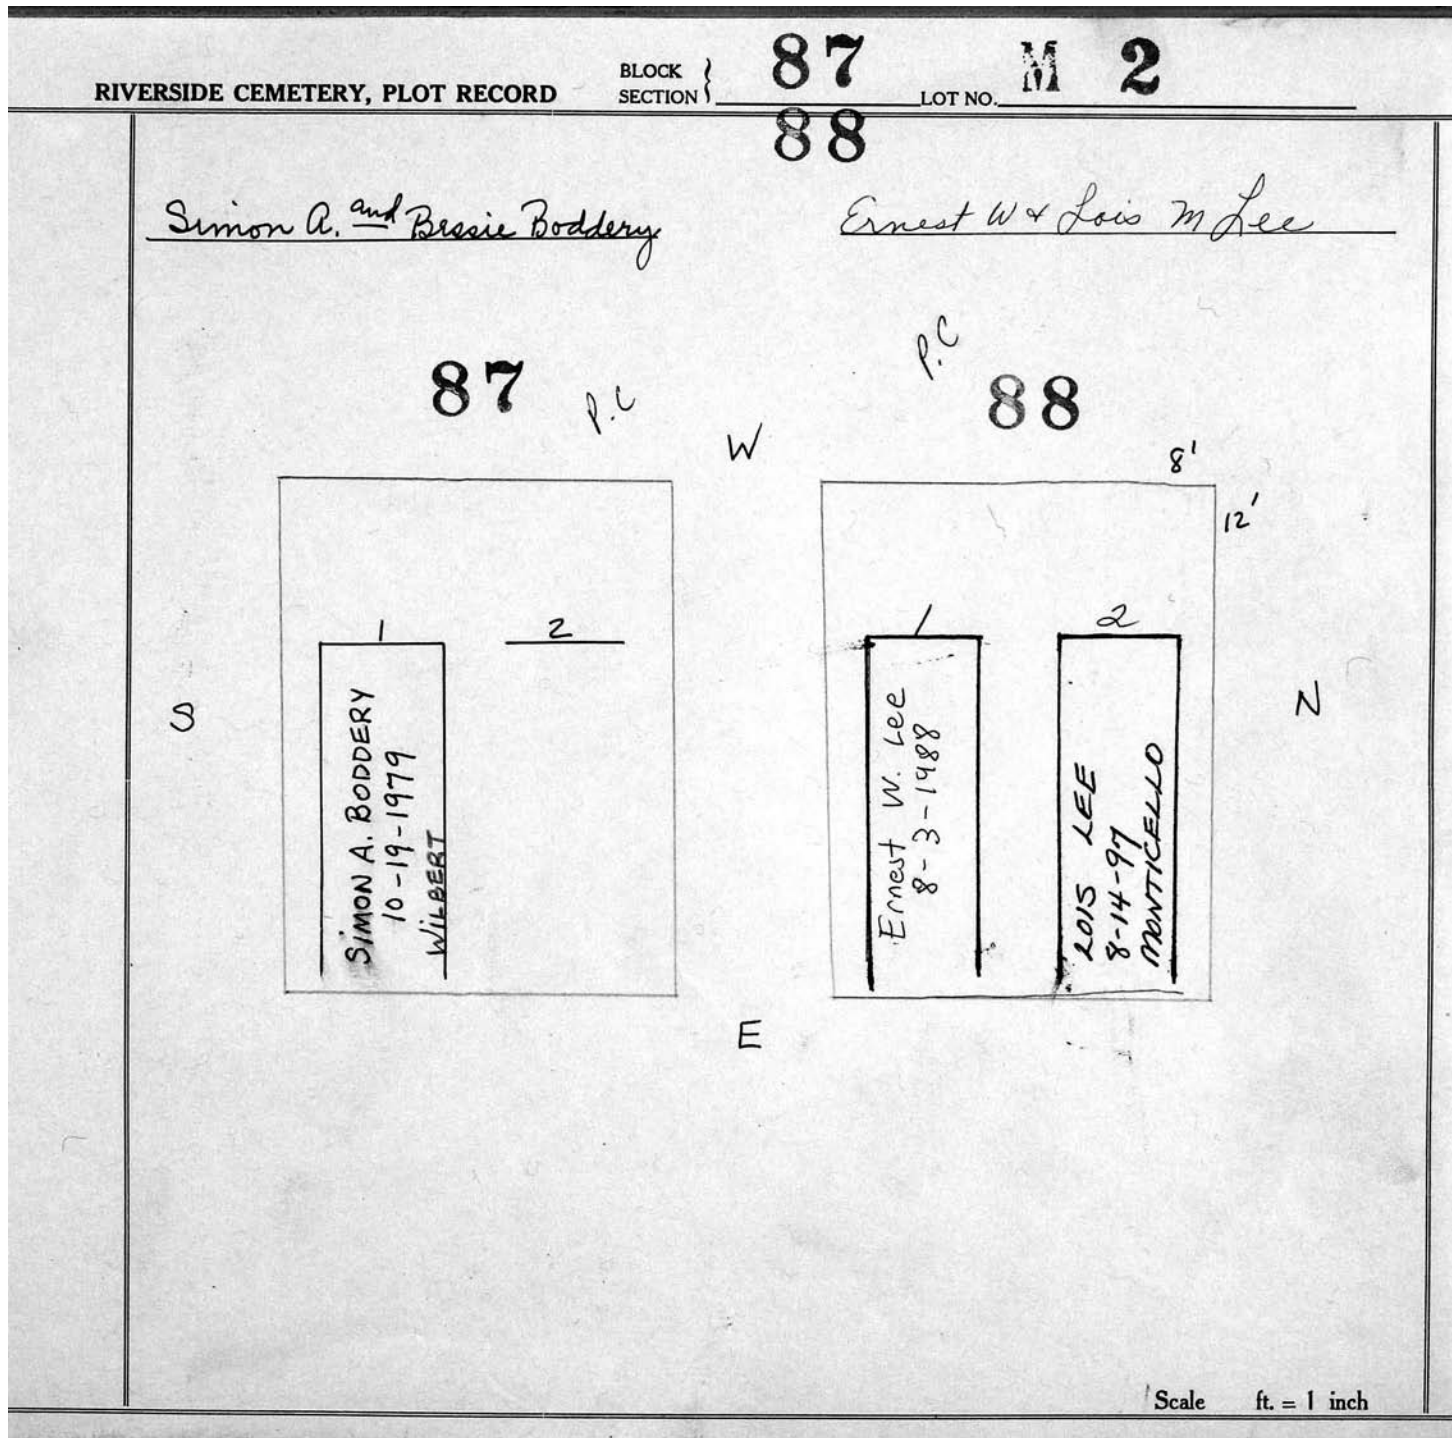 RIVERSIDE CEMETERY, PLOT RECORD
BLOCK
SECTION
87
88
LOT NO.
M 2
Simon A. and Bessie Boddery
Ernest W & Lois M Lee
87
P.C
P.C
88
W
8'
12'
1
2
1
2
S
SIMON A. BODDERY
10-19-1979
WILBERT
Ernest W. Lee
8-3-1988
LOIS LEE
8-14-97
MONTICELLO
N
E
Scale ft. = 1 inch